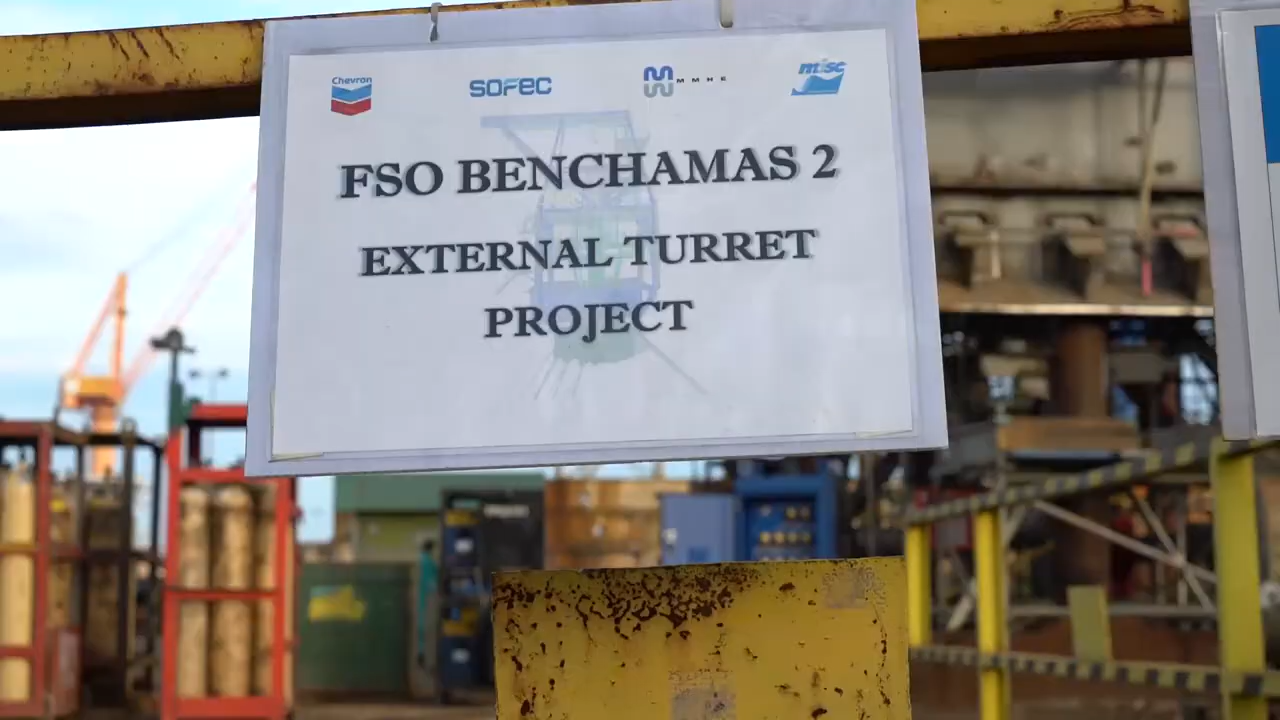 Chevron
SOFEC
MMHE
misc
FSO BENCHAMAS 2
EXTERNAL TURRET
PROJECT